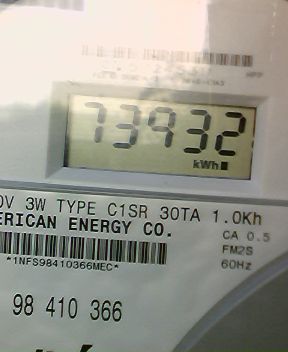 73932
kWh
0V 3W TYPE C1SR 30TA 1.0Kh
ERICAN ENERGY CO.
CA 0.5
FM2S
60Hz
*1NFS98410366MEC*
98 410 366